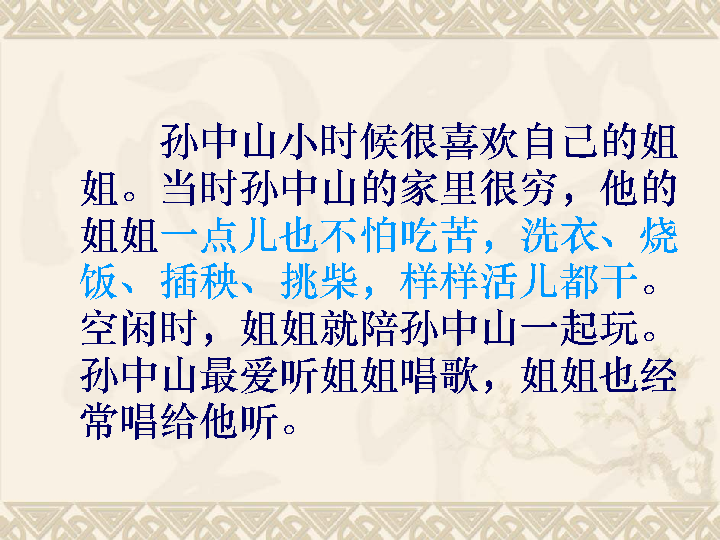 孙中山小时候很喜欢自己的姐
姐。当时孙中山的家里很穷，他的
姐姐一点儿也不怕吃苦，洗衣、烧
饭、插秧、挑柴，样样活儿都干。
空闲时，姐姐就陪孙中山一起玩。
孙中山最爱听姐姐唱歌，姐姐也经
常唱给他听。